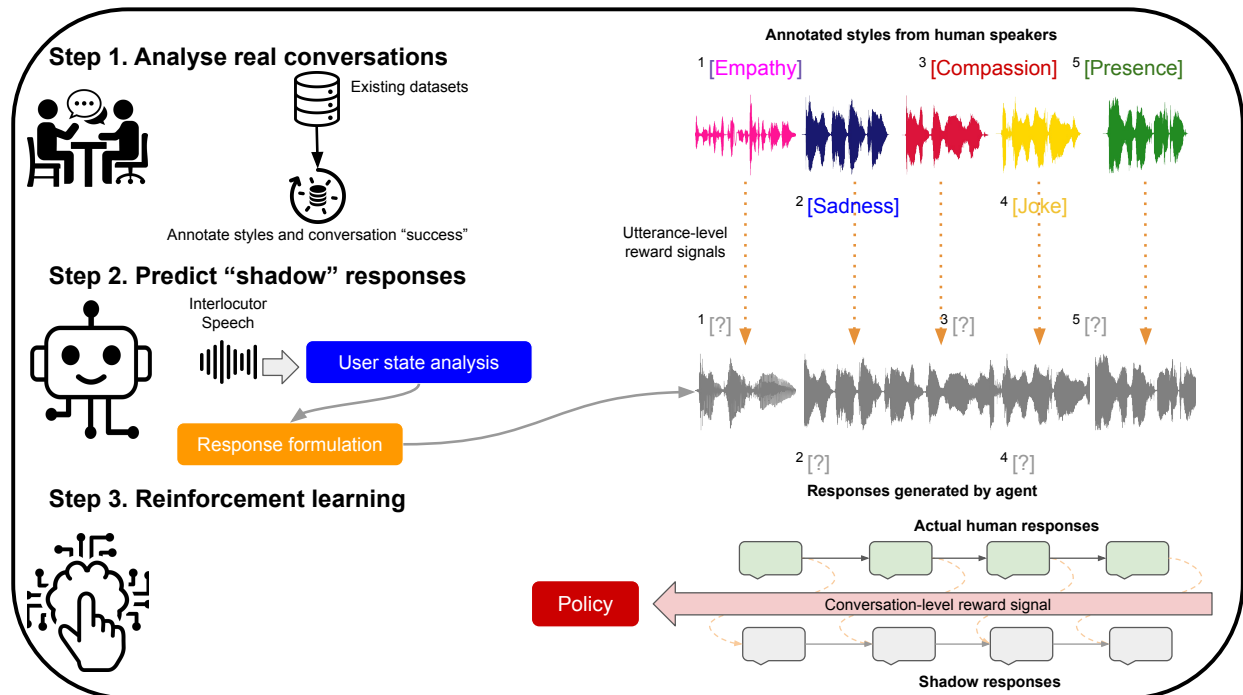 Step 1. Analyse real conversations
Existing datasets
Annotate styles and conversation “success”
Annotated styles from human speakers
1 [Empathy]
3 [Compassion]
5 [Presence]
2 [Sadness]
4 [Joke]
Utterance-level
reward signals
Step 2. Predict “shadow” responses
Interlocutor
Speech
User state analysis
Response formulation
1 [?]
3 [?]
5 [?]
2 [?]
4 [?]
Responses generated by agent
Step 3. Reinforcement learning
Actual human responses
Policy
Conversation-level reward signal
Shadow responses